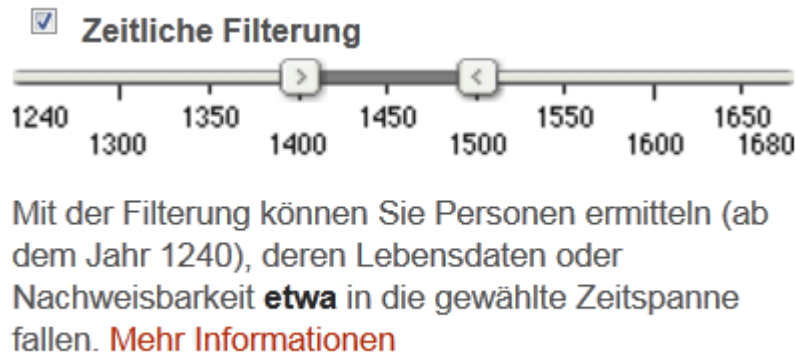 Zeitliche Filterung
1240 1350 1450 1550 1650
1300 1400 1500 1600 1680
Mit der Filterung können Sie Personen ermitteln (ab
dem Jahr 1240), deren Lebensdaten oder
Nachweisbarkeit etwa in die gewählte Zeitspanne
fallen. Mehr Informationen